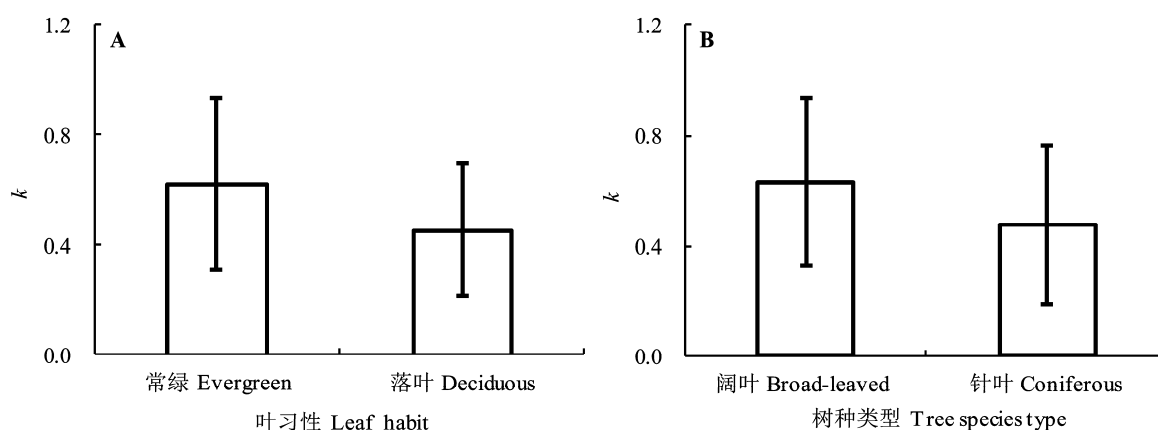 A
1.2
0.8
0.4
0.0
k
常绿 Evergreen
落叶 Deciduous
叶习性 Leaf habit
B
1.2
0.8
0.4
0.0
k
阔叶 Broad-leaved
针叶 Coniferous
树种类型 Tree species type